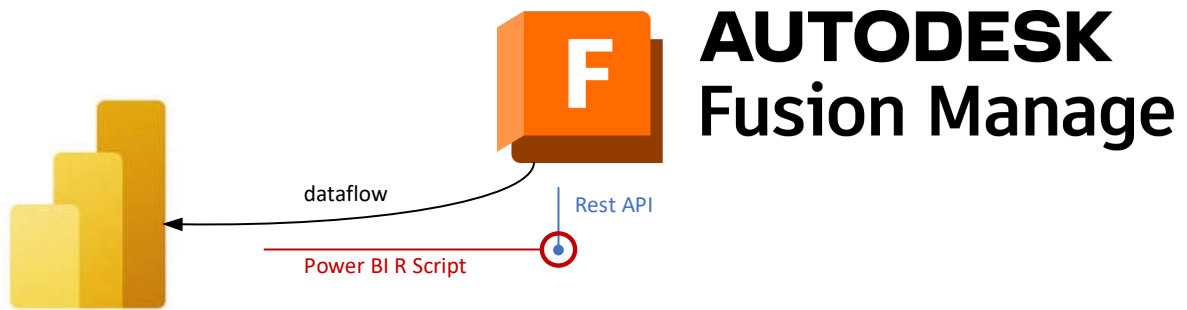 F
AUTODESK
Fusion Manage
dataflow
Rest API
Power BI R Script